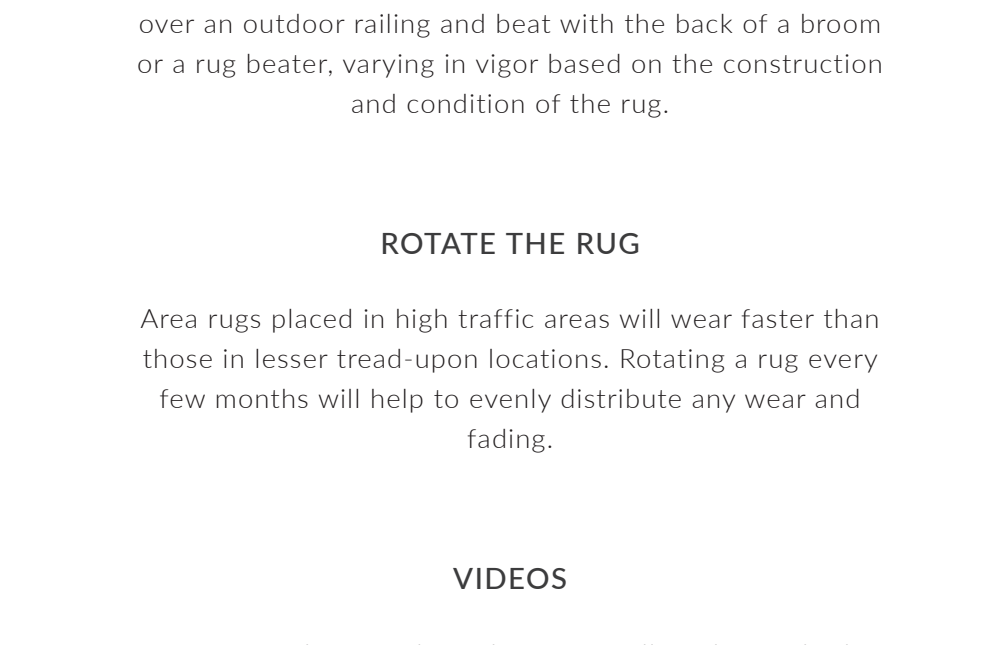 over an outdoor railing and beat with the back of a broom
or a rug beater, varying in vigor based on the construction
and condition of the rug.
ROTATE THE RUG
Area rugs placed in high traffic areas will wear faster than
those in lesser tread-upon locations. Rotating a rug every
few months will help to evenly distribute any wear and
fading.
VIDEOS